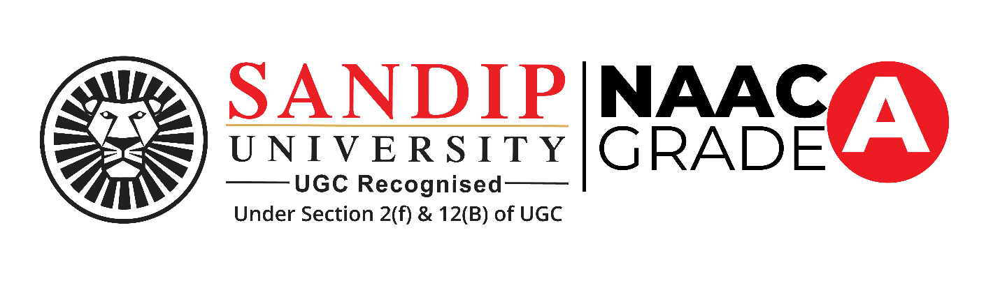 SANDIP
UNIVERSITY
UGC Recognised
Under Section 2(f) & 12(B) of UGC
NAAC
GRADE
A